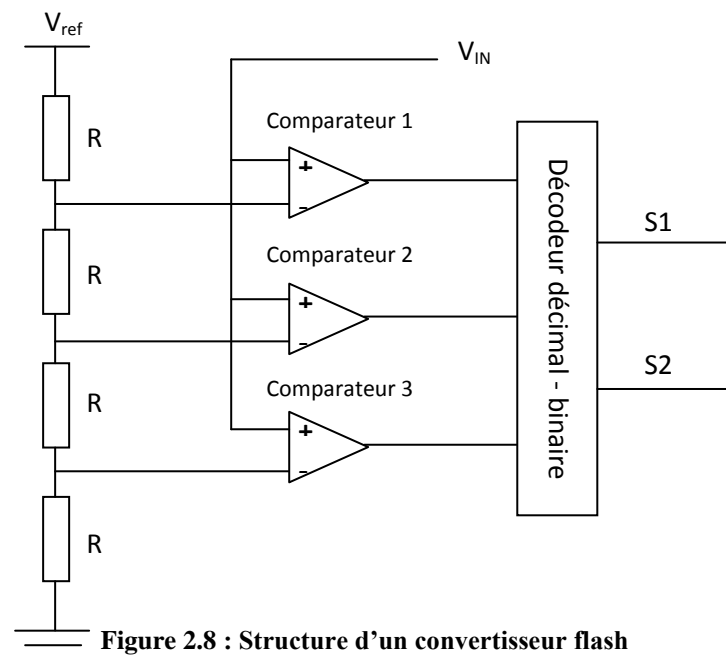 Vref
VIN
Comparateur 1
R
+
-
Comparateur 2
R
+
-
Comparateur 3
R
+
-
R
Décodeur décimal - binaire
S1
S2
Figure 2.8 : Structure d’un convertisseur flash